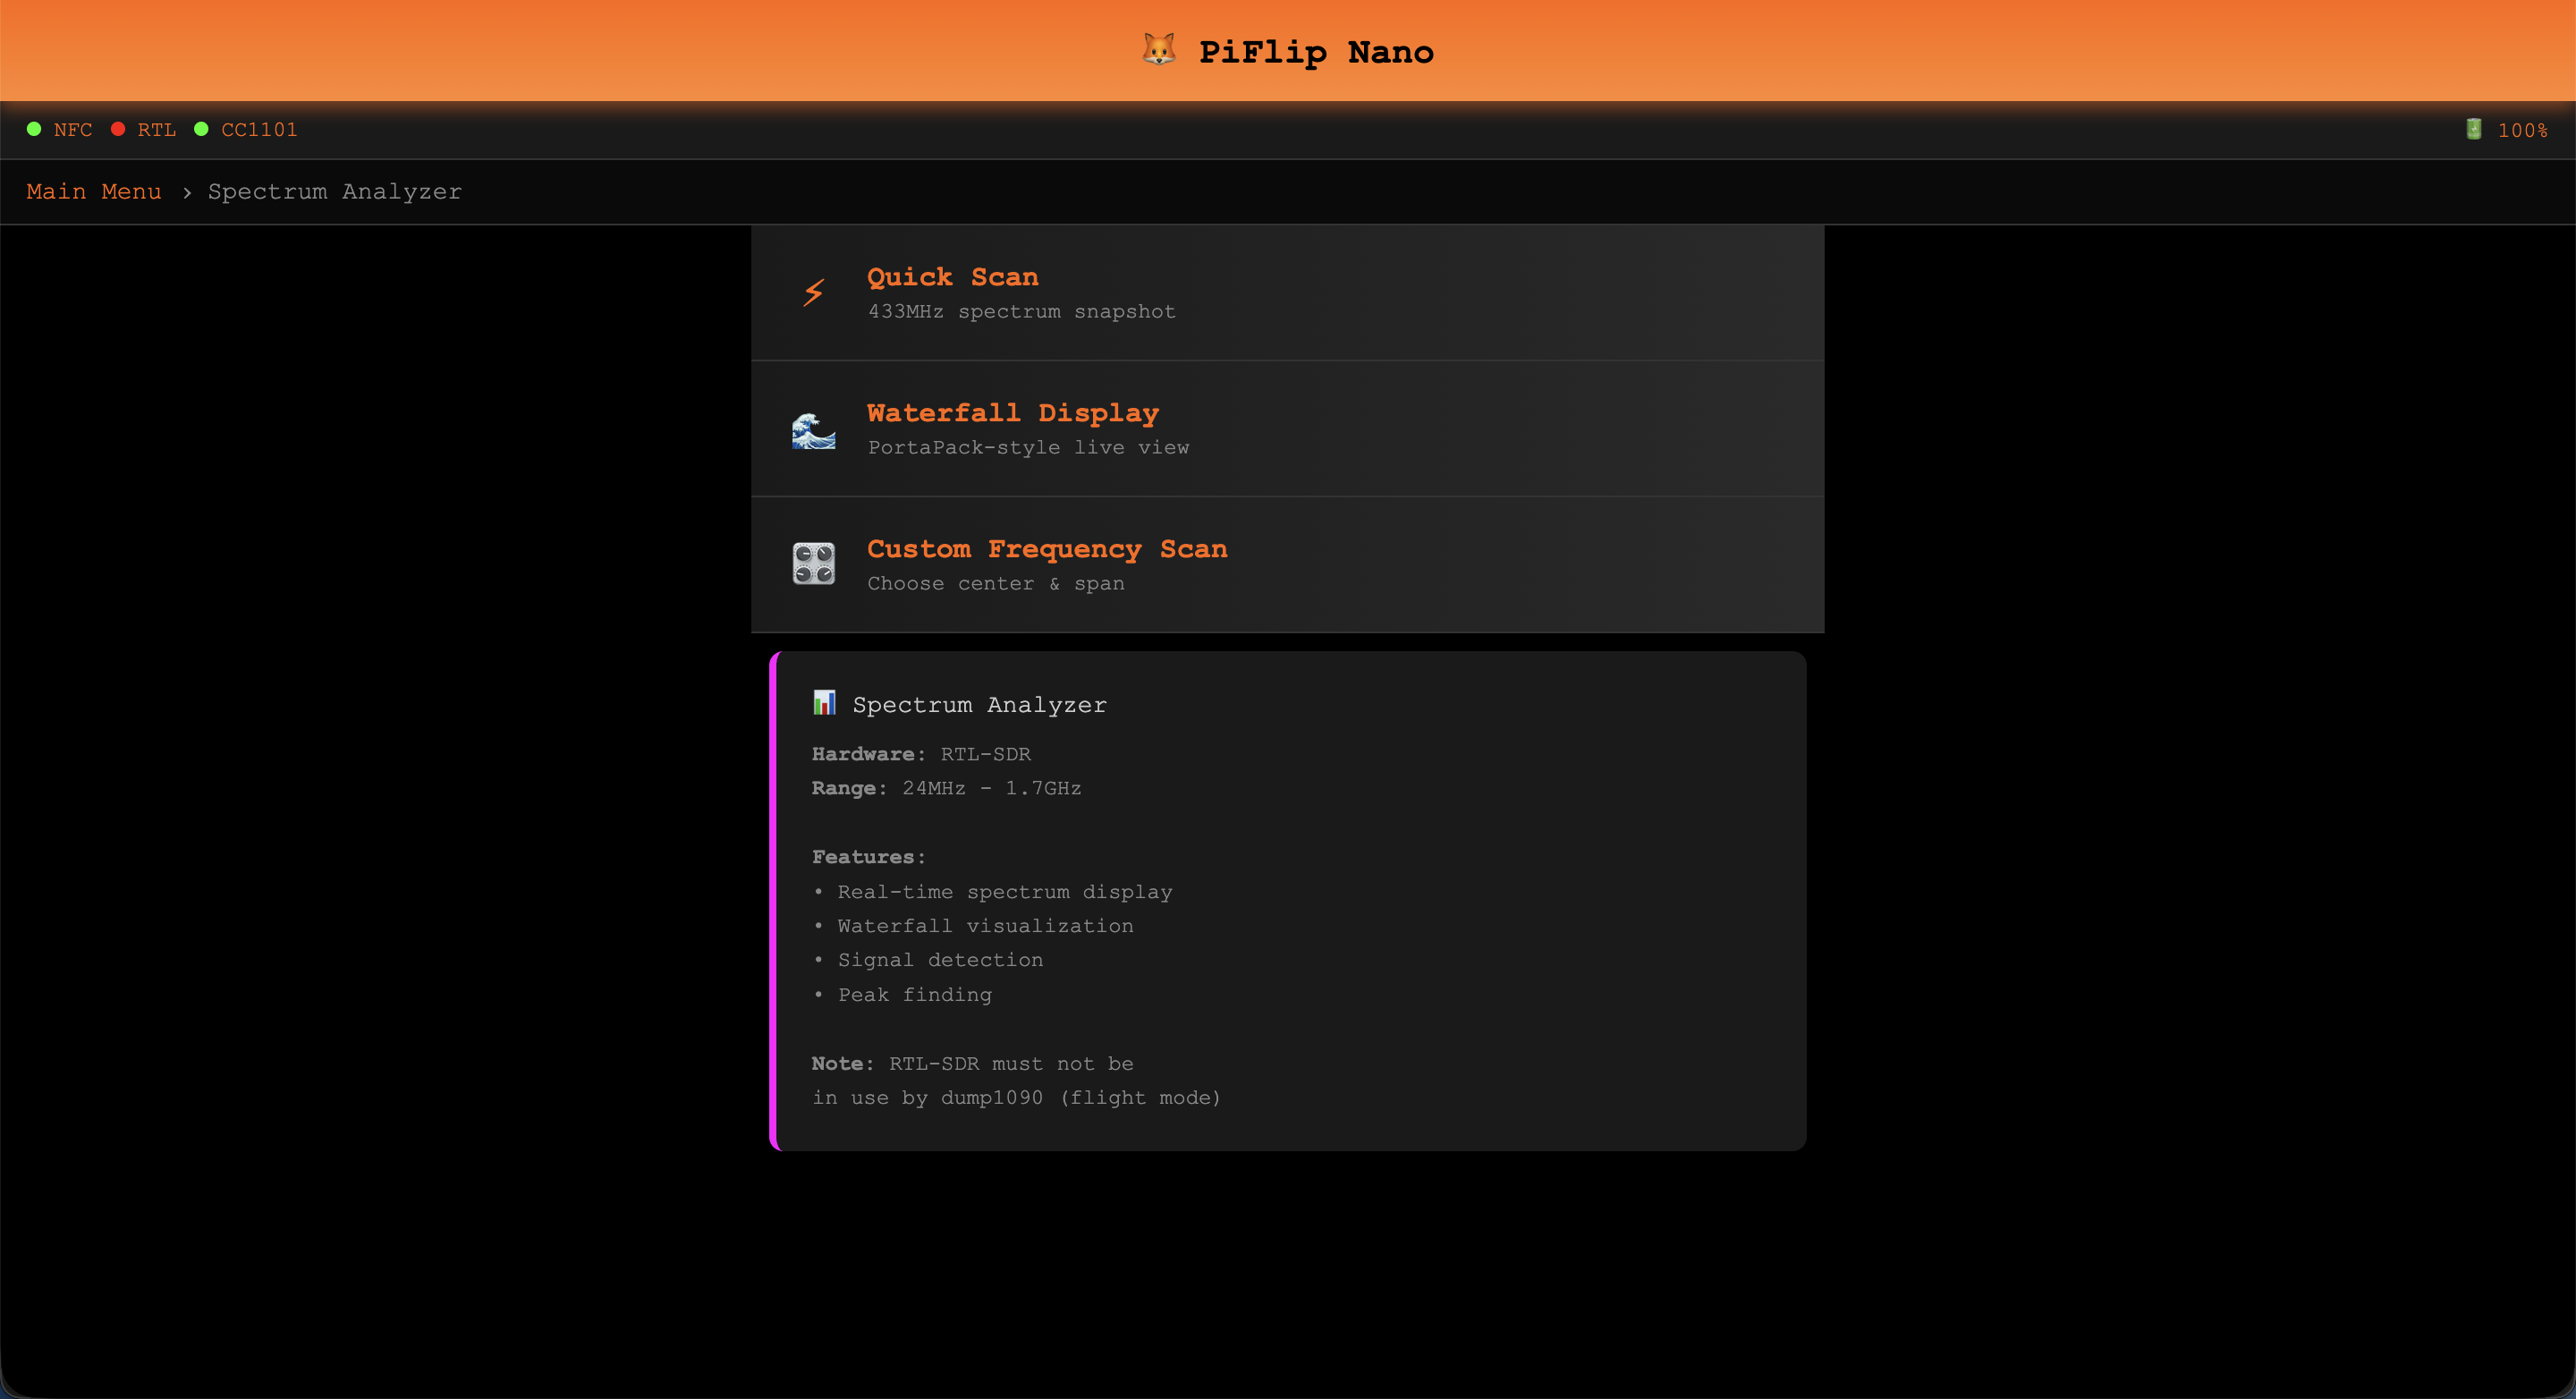 🦊 PiFlip Nano
NFC RTL CC1101
🔋 100%
Main Menu › Spectrum Analyzer
⚡ Quick Scan
433MHz spectrum snapshot
🌊 Waterfall Display
PortaPack-style live view
🎛️ Custom Frequency Scan
Choose center & span
📊 Spectrum Analyzer
Hardware: RTL-SDR
Range: 24MHz - 1.7GHz
Features:
• Real-time spectrum display
• Waterfall visualization
• Signal detection
• Peak finding
Note: RTL-SDR must not be
in use by dump1090 (flight mode)